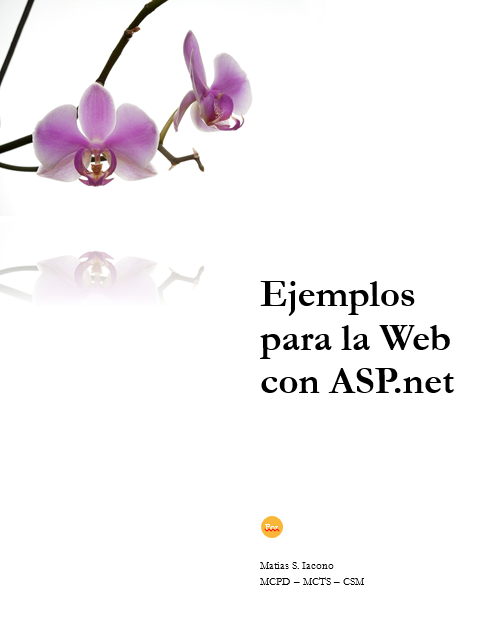 Ejemplos
para la Web
con ASP.net
Matias S. Iacono
MCPD – MCTS – CSM